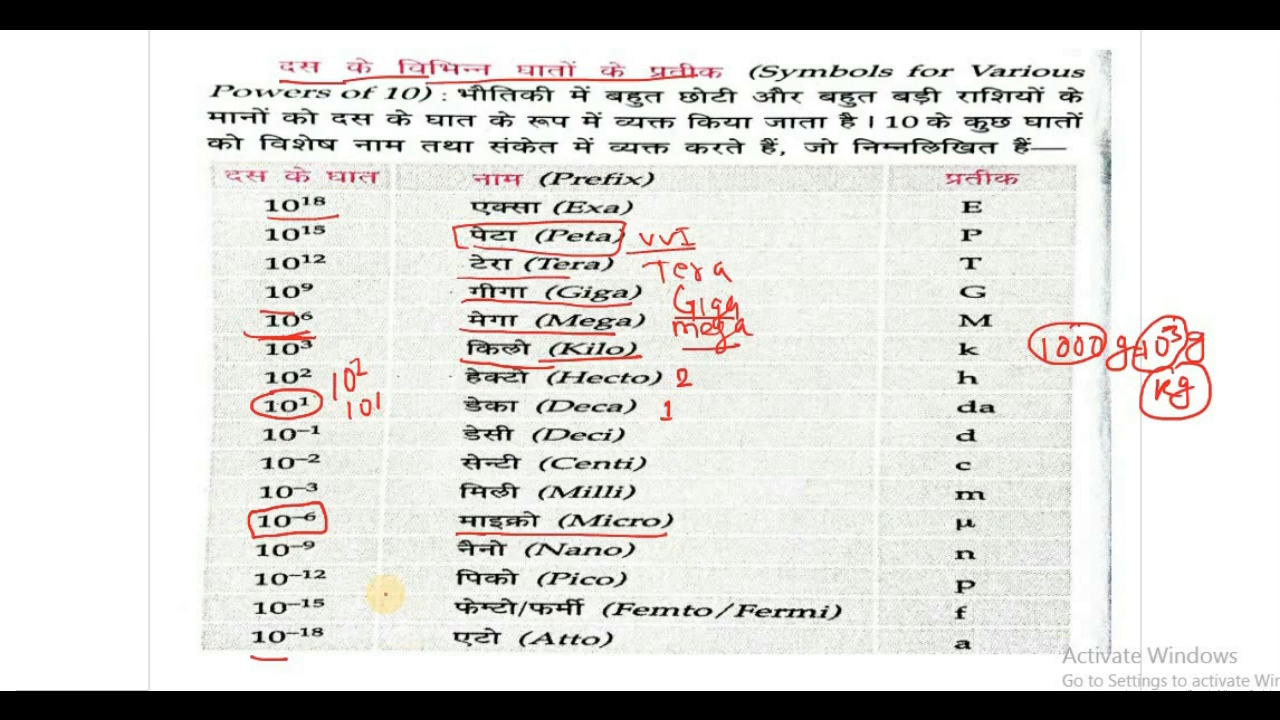 दस के विभिन्न घातों के प्रतीक (Symbols for Various
Powers of 10) : भौतिकी में बहुत छोटी और बहुत बड़ी राशियों के
मानों को दस के घात के रूप में व्यक्त किया जाता है। 10 के कुछ घातों
को विशेष नाम तथा संकेत में व्यक्त करते हैं, जो निम्नलिखित हैं—
दस के घात नाम (Prefix) प्रतीक
10¹⁸ एक्सा (Exa) E
10¹⁵ पेटा (Peta) VVI P
10¹² टेरा (Tera) Tera T
10⁹ गीगा (Giga) Giga G
10⁶ मेगा (Mega) mega M
10³ किलो (Kilo) k 1000 g 10³ g
10² 10² हेक्टो (Hecto) 2 h kg
10¹ 10¹ डेका (Deca) 1 da
10⁻¹ डेसी (Deci) d
10⁻² सेन्टी (Centi) c
10⁻³ मिली (Milli) m
10⁻⁶ माइक्रो (Micro) μ
10⁻⁹ नैनो (Nano) n
10⁻¹² पिको (Pico) p
10⁻¹⁵ फेम्टो/फर्मी (Femto/Fermi) f
10⁻¹⁸ एटो (Atto) a
Activate Windows
Go to Settings to activate Win